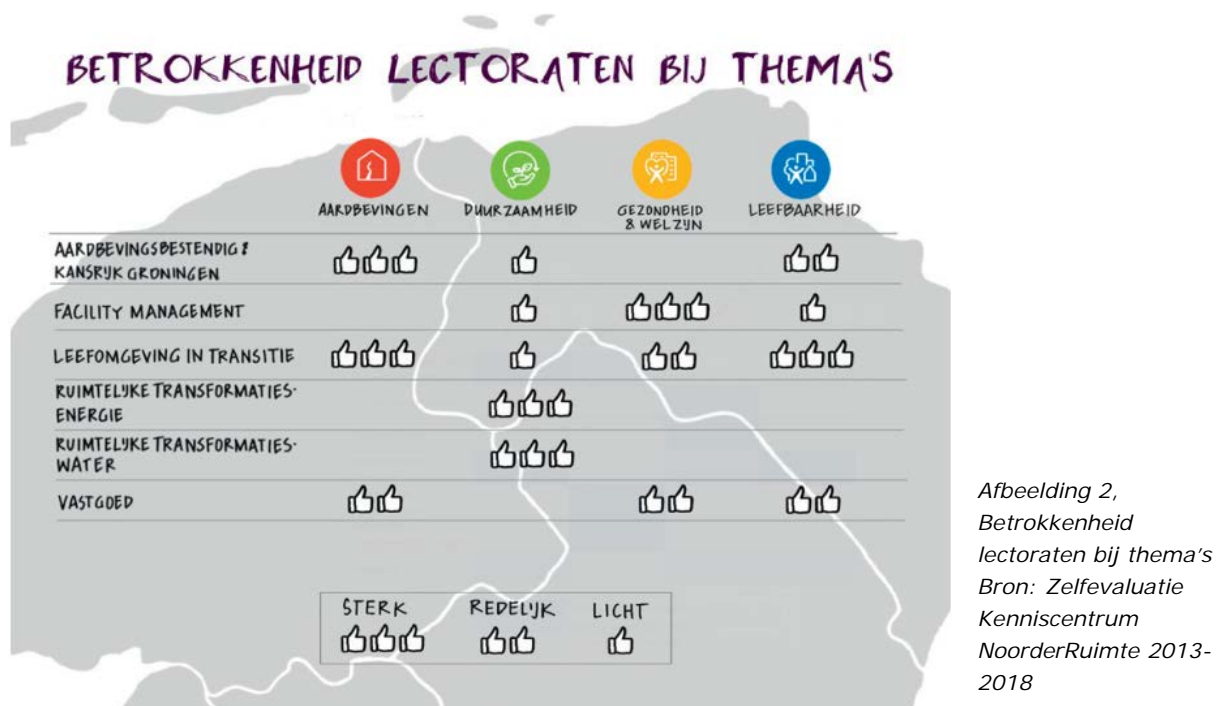 BETROKKENHEID LECTORATEN BIJ THEMA'S
AARDBEVINGEN DUURZAAMHEID GEZONDHEID & WELZIJN LEEFBAARHEID
AARDBEVINGSBESTENDIG &
KANSRIJK GRONINGEN
FACILITY MANAGEMENT
LEEFOMGEVING IN TRANSITIE
RUIMTELIJKE TRANSFORMATIES-
ENERGIE
RUIMTELIJKE TRANSFORMATIES-
WATER
VASTGOED
STERK REDELIJK LICHT
Afbeelding 2,
Betrokkenheid
lectoraten bij thema's
Bron: Zelfevaluatie
Kenniscentrum
NoorderRuimte 2013-
2018